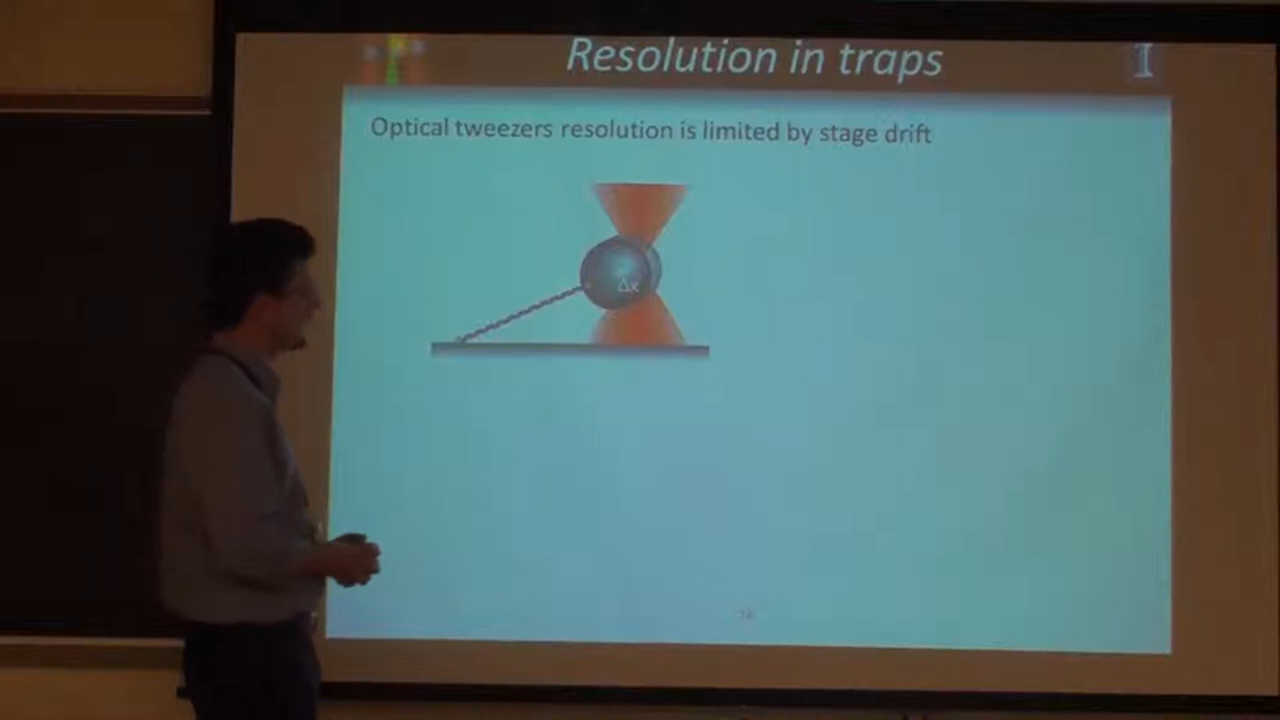 Resolution in traps
I
Optical tweezers resolution is limited by stage drift
Δx